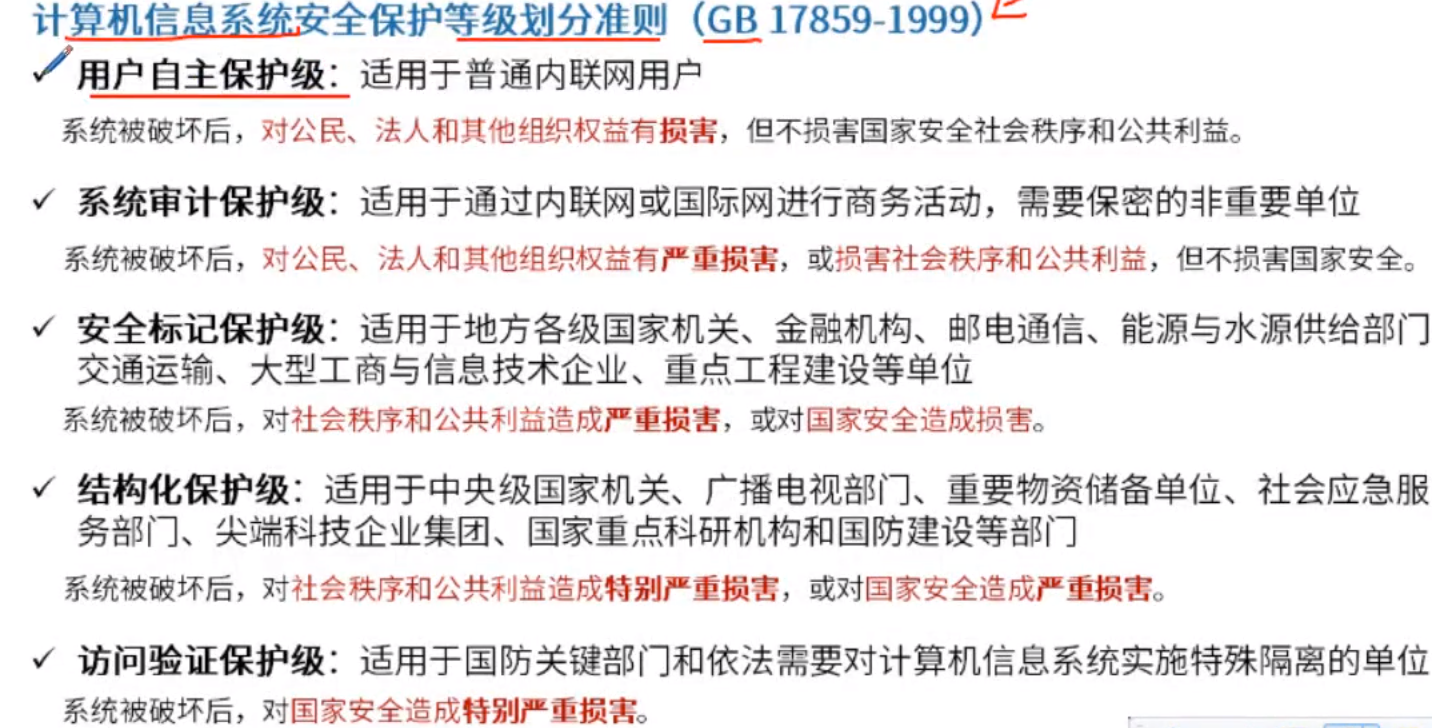 计算机信息系统安全保护等级划分准则（GB 17859-1999）
✓ 用户自主保护级：适用于普通内联网用户
系统被破坏后，对公民、法人和其他组织权益有损害，但不损害国家安全社会秩序和公共利益。
✓ 系统审计保护级：适用于通过内联网或国际网进行商务活动，需要保密的非重要单位
系统被破坏后，对公民、法人和其他组织权益有严重损害，或损害社会秩序和公共利益，但不损害国家安全。
✓ 安全标记保护级：适用于地方各级国家机关、金融机构、邮电通信、能源与水源供给部门
交通运输、大型工商与信息技术企业、重点工程建设等单位
系统被破坏后，对社会秩序和公共利益造成严重损害，或对国家安全造成损害。
✓ 结构化保护级：适用于中央级国家机关、广播电视部门、重要物资储备单位、社会应急服
务部门、尖端科技企业集团、国家重点科研机构和国防建设等部门
系统被破坏后，对社会秩序和公共利益造成特别严重损害，或对国家安全造成严重损害。
✓ 访问验证保护级：适用于国防关键部门和依法需要对计算机信息系统实施特殊隔离的单位
系统被破坏后，对国家安全造成特别严重损害。